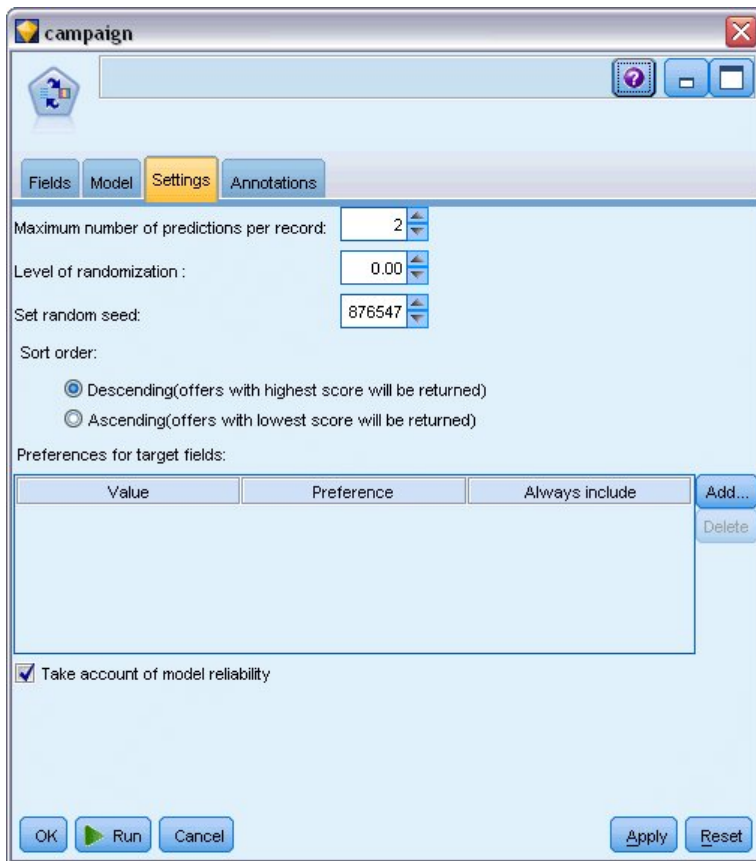 campaign
?
Fields Model Settings Annotations
Maximum number of predictions per record: 2
Level of randomization : 0.00
Set random seed: 876547
Sort order:
Descending(offers with highest score will be returned)
Ascending(offers with lowest score will be returned)
Preferences for target fields:
Value Preference Always include Add...
Delete
Take account of model reliability
OK Run Cancel Apply Reset